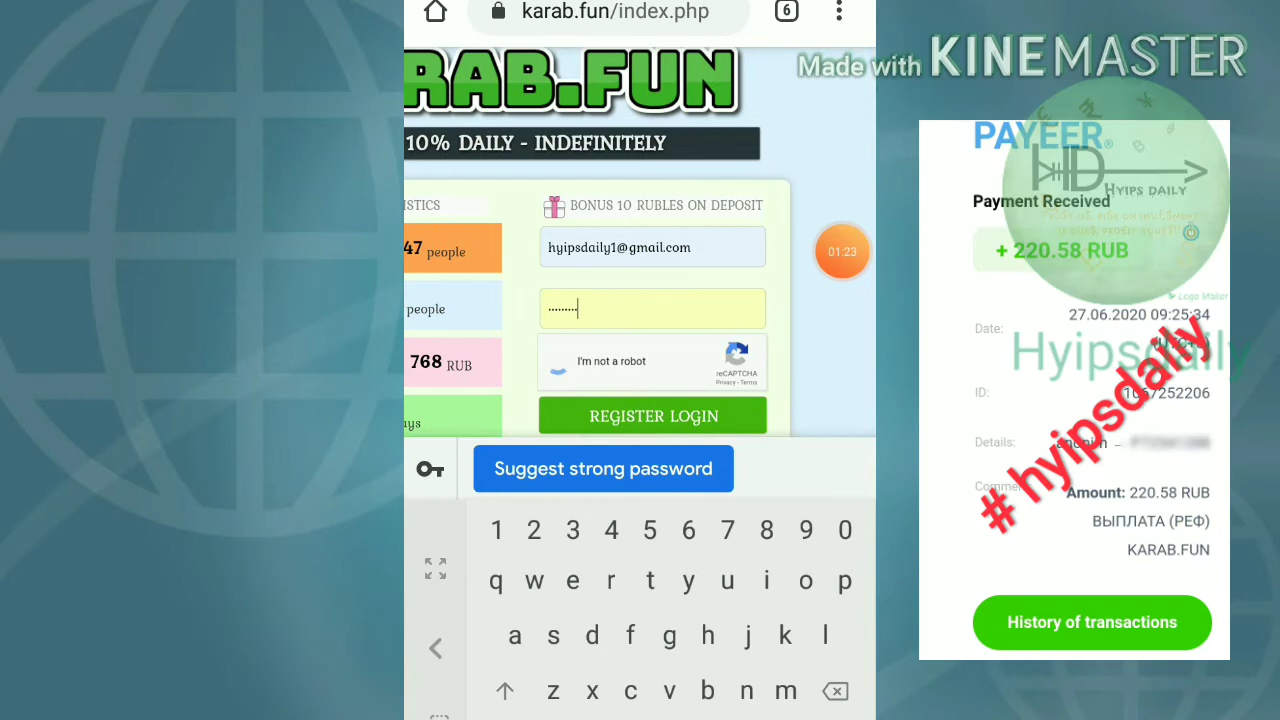 karab.fun/index.php
6
RAB.FUN
10% DAILY - INDEFINITELY
ISTICS
47 people
people
768 RUB
ays
BONUS 10 RUBLES ON DEPOSIT
hyipsdaily1@gmail.com
I'm not a robot
reCAPTCHA
Privacy - Terms
REGISTER LOGIN
Suggest strong password
1 2 3 4 5 6 7 8 9 0
q w e r t y u i o p
a s d f g h j k l
z x c v b n m
01:23
Made with KINEMASTER
PAYEER®
HYIPS DAILY
Payment Received
+ 220.58 RUB
Logo Maker
27.06.2020 09:25:34
Date:
Hyipsdaily
#hyipsdaily
ID: 1067252206
Details:
Amount: 220.58 RUB
ВЫПЛАТА (РЕФ)
KARAB.FUN
History of transactions